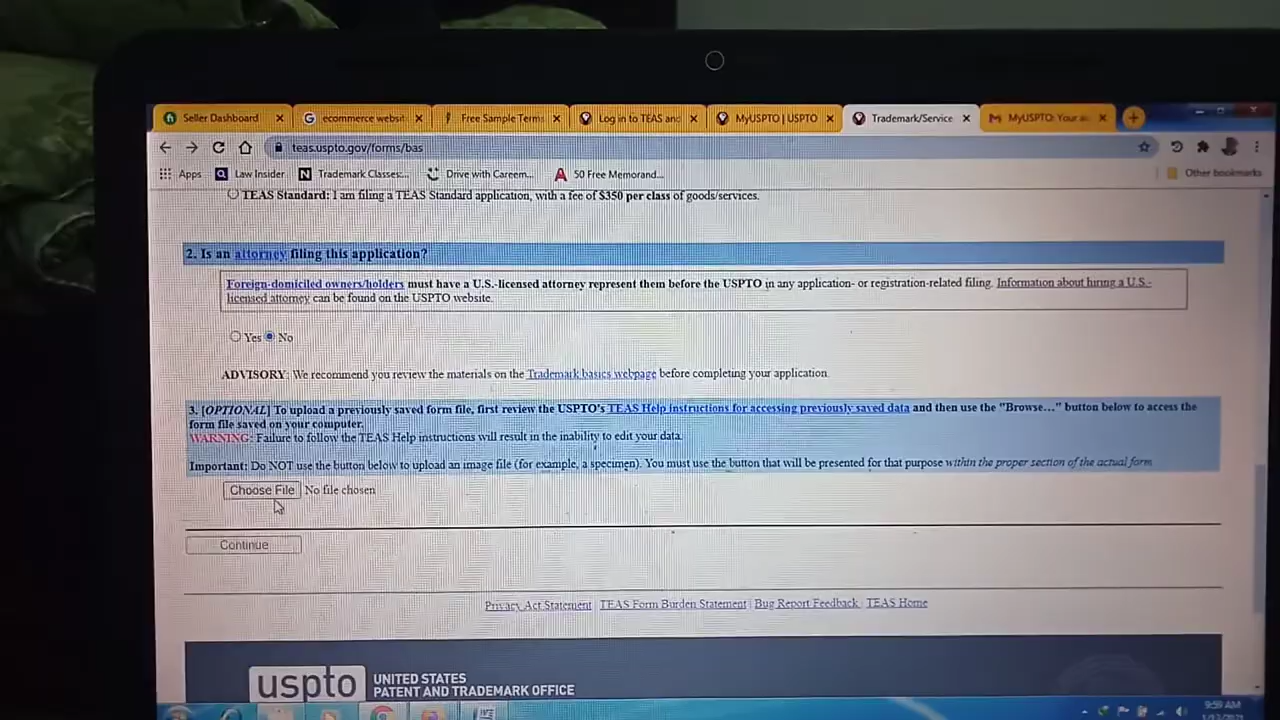 Seller Dashboard
ecommerce websit
Free Sample Terms
Log in to TEAS and
MyUSPTO | USPTO
Trademark/Service
MyUSPTO: Your ac
teas.uspto.gov/forms/bas
Apps
Law Insider
Trademark Classes:...
Drive with Careem...
50 Free Memorand...
Other bookmarks
TEAS Standard: I am filing a TEAS Standard application, with a fee of $350 per class of goods/services.
2. Is an attorney filing this application?
Foreign-domiciled owners/holders must have a U.S.-licensed attorney represent them before the USPTO in any application- or registration-related filing. Information about hiring a U.S.-
licensed attorney can be found on the USPTO website.
Yes No
ADVISORY: We recommend you review the materials on the Trademark basics webpage before completing your application.
3. [OPTIONAL] To upload a previously saved form file, first review the USPTO's TEAS Help instructions for accessing previously saved data and then use the "Browse..." button below to access the
form file saved on your computer.
WARNING: Failure to follow the TEAS Help instructions will result in the inability to edit your data.
Important: Do NOT use the button below to upload an image file (for example, a specimen). You must use the button that will be presented for that purpose within the proper section of the actual form
Choose File No file chosen
Continue
Privacy Act Statement | TEAS Form Burden Statement | Bug Report Feedback | TEAS Home
uspto
UNITED STATES
PATENT AND TRADEMARK OFFICE
9:59 AM